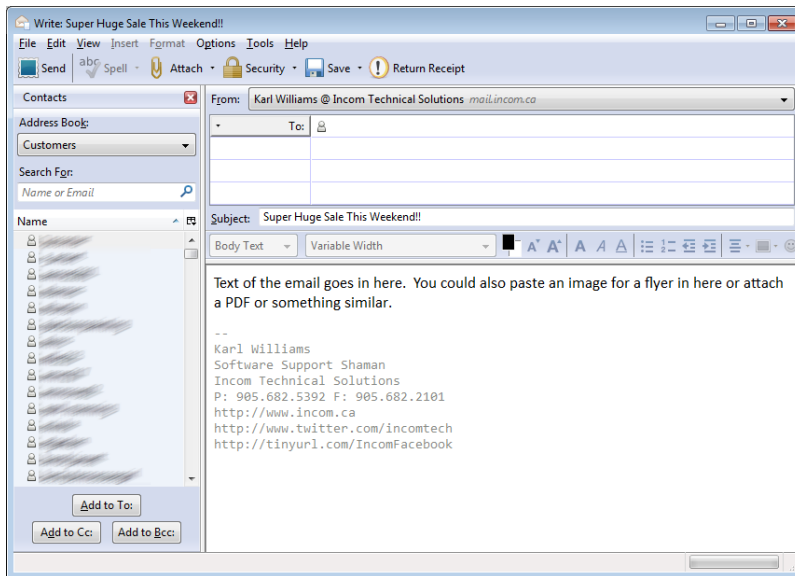 Write: Super Huge Sale This Weekend!!
File Edit View Insert Format Options Tools Help
Send abc Spell Attach Security Save Return Receipt
Contacts
From: Karl Williams @ Incom Technical Solutions mail.incom.ca
Address Book:
To:
Customers
Search For:
Name or Email
Name
Subject: Super Huge Sale This Weekend!!
Body Text Variable Width
Text of the email goes in here. You could also paste an image for a flyer in here or attach
a PDF or something similar.
--
Karl Williams
Software Support Shaman
Incom Technical Solutions
P: 905.682.5392 F: 905.682.2101
http://www.incom.ca
http://www.twitter.com/incomtech
http://tinyurl.com/IncomFacebook
Add to To:
Add to Cc: Add to Bcc: